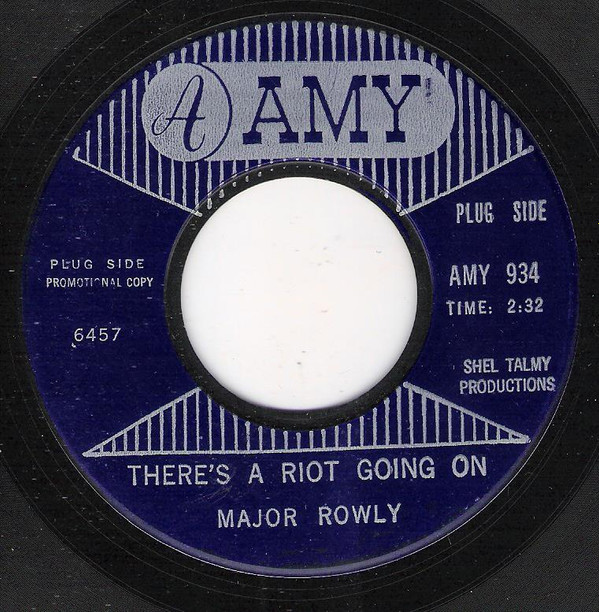 A AMY
PLUG SIDE
PLUG SIDE
PROMOTIONAL COPY
AMY 934
TIME: 2:32
6457
SHEL TALMY
PRODUCTIONS
THERE'S A RIOT GOING ON
MAJOR ROWLY